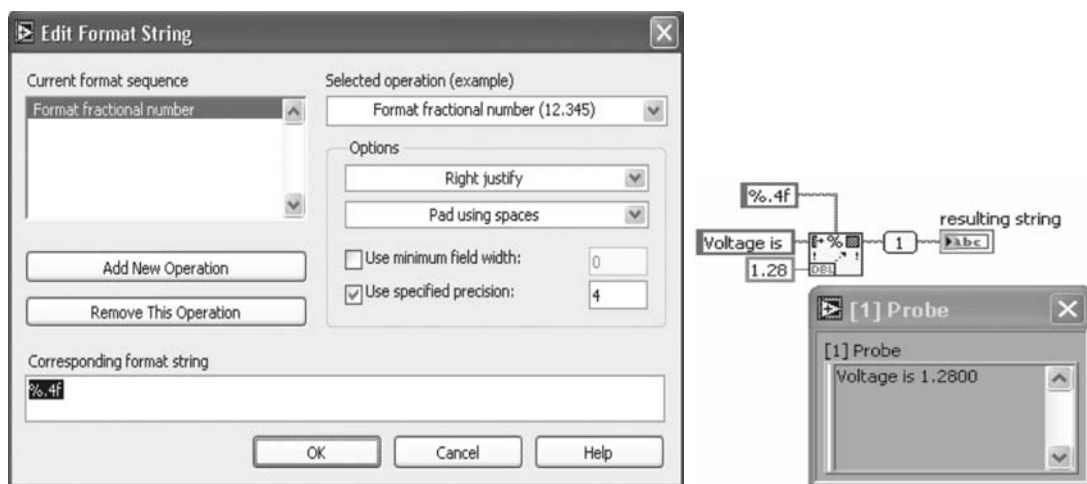 Edit Format String
Current format sequence
Format fractional number
Selected operation (example)
Format fractional number (12.345)
Options
Right justify
Pad using spaces
Use minimum field width:
0
Use specified precision:
4
Add New Operation
Remove This Operation
Corresponding format string
%.4f
OK
Cancel
Help
%.4f
Voltage is
1.28
DBL
1
resulting string
abc
[1] Probe
[1] Probe
Voltage is 1.2800